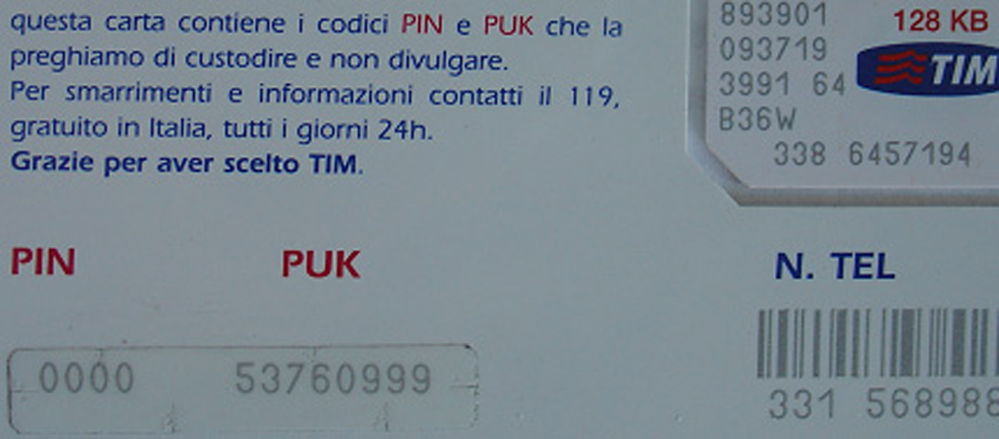 questa carta contiene i codici PIN e PUK che la
preghiamo di custodire e non divulgare.
Per smarrimenti e informazioni contatti il 119,
gratuito in Italia, tutti i giorni 24h.
Grazie per aver scelto TIM.
893901
128 KB
093719
TIM
3991 64
B36W
338 6457194
PIN
PUK
N. TEL
0000
53760999
331 568988